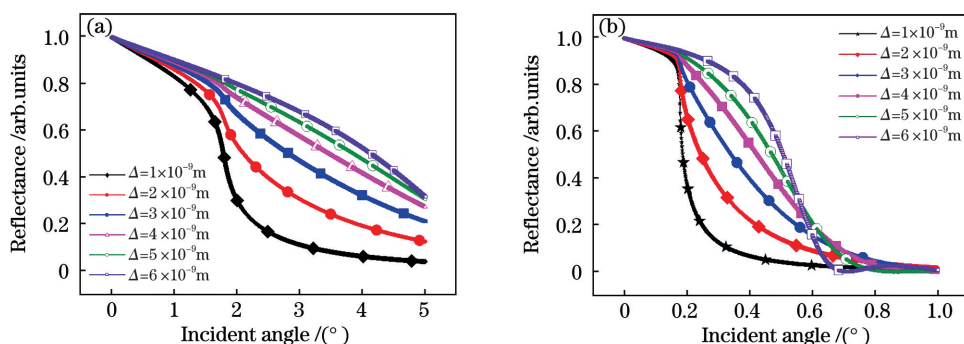 (a)
Reflectance /arb.units
1.0
0.8
0.6
0.4
0.2
0
Δ=1×10⁻⁹m
Δ=2×10⁻⁹m
Δ=3×10⁻⁹m
Δ=4×10⁻⁹m
Δ=5×10⁻⁹m
Δ=6×10⁻⁹m
0 1 2 3 4 5
Incident angle /(°)
(b)
Reflectance /arb.units
1.0
0.8
0.6
0.4
0.2
0
Δ=1×10⁻⁹m
Δ=2×10⁻⁹m
Δ=3×10⁻⁹m
Δ=4×10⁻⁹m
Δ=5×10⁻⁹m
Δ=6×10⁻⁹m
0 0.2 0.4 0.6 0.8 1.0
Incident angle /(°)